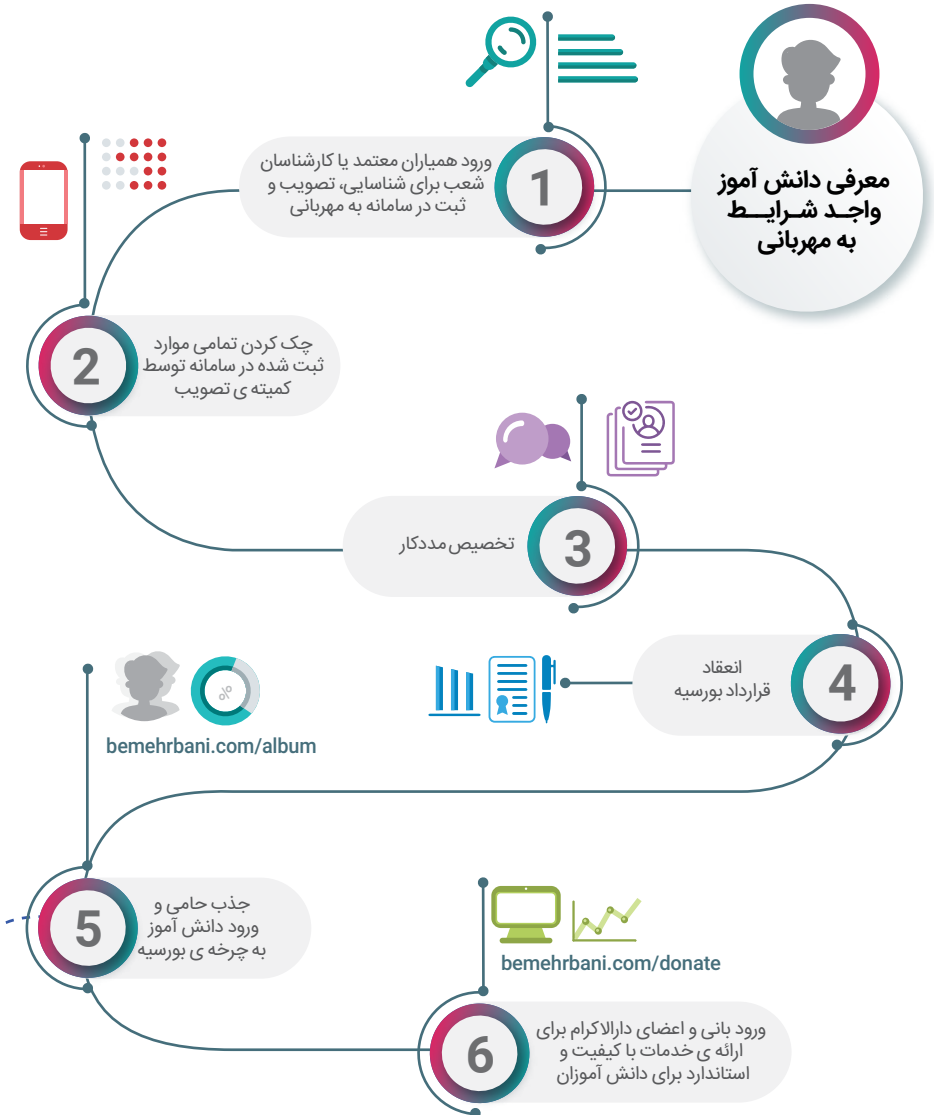 معرفی دانش آموز
واجـد شـرایـــط
به مهربانی
1
ورود همیاران معتمد یا کارشناسان
شعب برای شناسایی، تصویب و
ثبت در سامانه به مهربانی
2
چک کردن تمامی موارد
ثبت شده در سامانه توسط
کمیته ی تصویب
3
تخصیص مددکار
4
انعقاد
قرارداد بورسیه
%
bemehrbani.com/album
5
جذب حامی و
ورود دانش آموز
به چرخه ی بورسیه
bemehrbani.com/donate
6
ورود بانی و اعضای دارالاکرام برای
ارائه ی خدمات با کیفیت و
استاندارد برای دانش آموزان